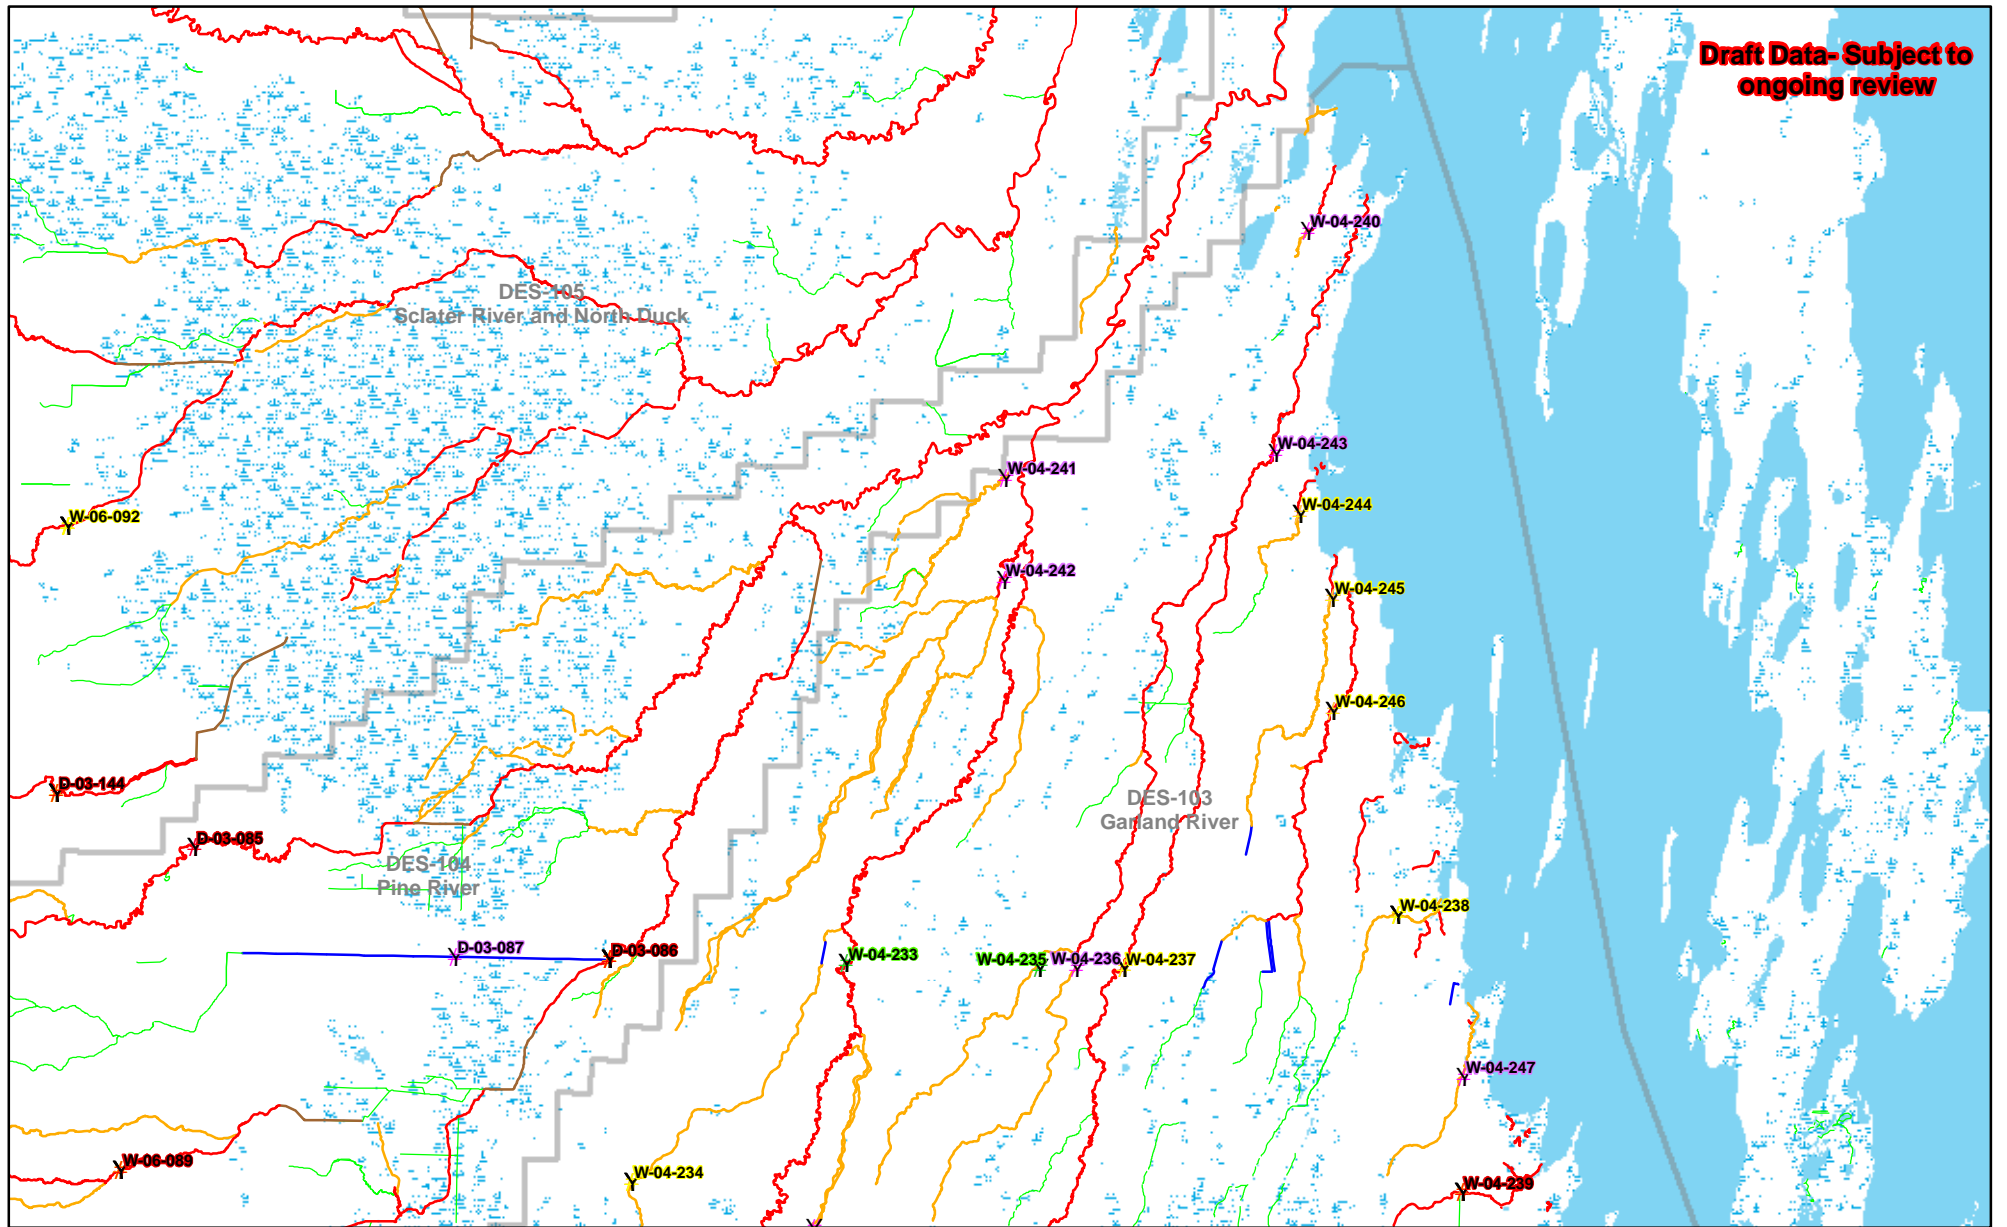 Draft Data- Subject to
ongoing review
W-04-240
DES-105
Sclater River and North Duck
W-04-243
W-04-241
W-04-244
W-06-092
W-04-242
W-04-245
W-04-246
D-03-144
DES-103
Garland River
D-03-085
DES-104
Pine River
W-04-238
D-03-087
D-03-086
W-04-233
W-04-235
W-04-236
W-04-237
W-04-247
W-06-089
W-04-234
W-04-239